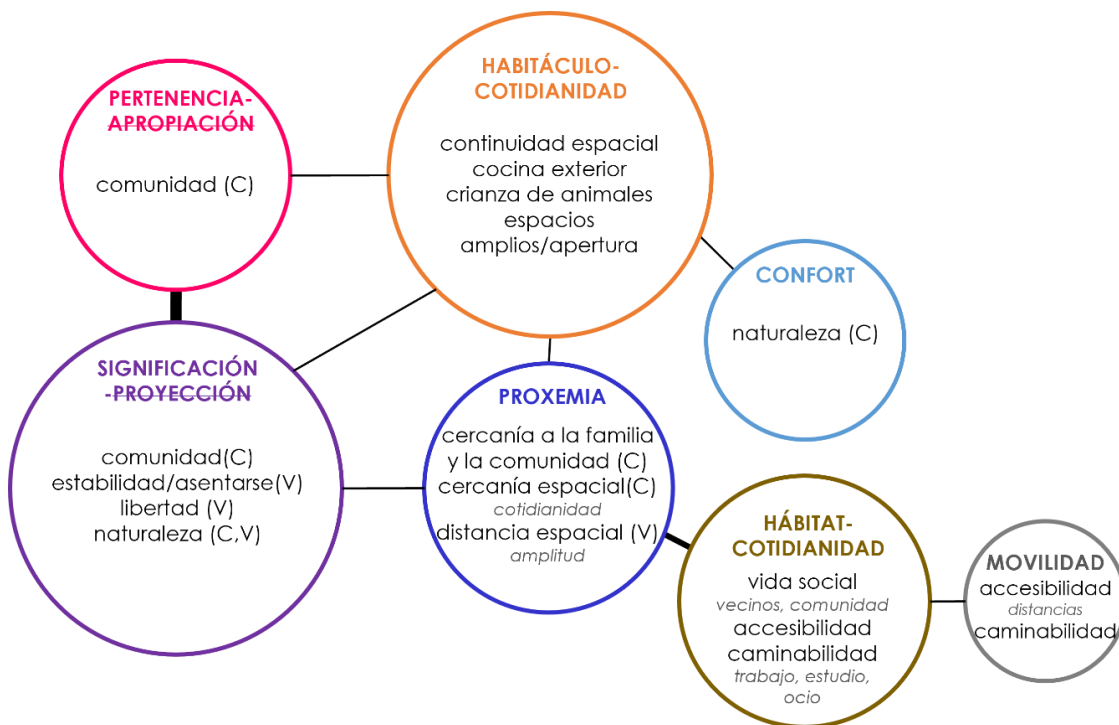 PERTENENCIA-
APROPIACIÓN
comunidad (C)
HABITÁCULO-
COTIDIANIDAD
continuidad espacial
cocina exterior
crianza de animales
espacios
amplios/apertura
CONFORT
naturaleza (C)
SIGNIFICACIÓN
-PROYECCIÓN
comunidad(C)
estabilidad/asentarse(V)
libertad (V)
naturaleza (C,V)
PROXEMIA
cercanía a la familia
y la comunidad (C)
cercanía espacial(C)
cotidianidad
distancia espacial (V)
amplitud
HÁBITAT-
COTIDIANIDAD
vida social
vecinos, comunidad
accesibilidad
caminabilidad
trabajo, estudio,
ocio
MOVILIDAD
accesibilidad
distancias
caminabilidad